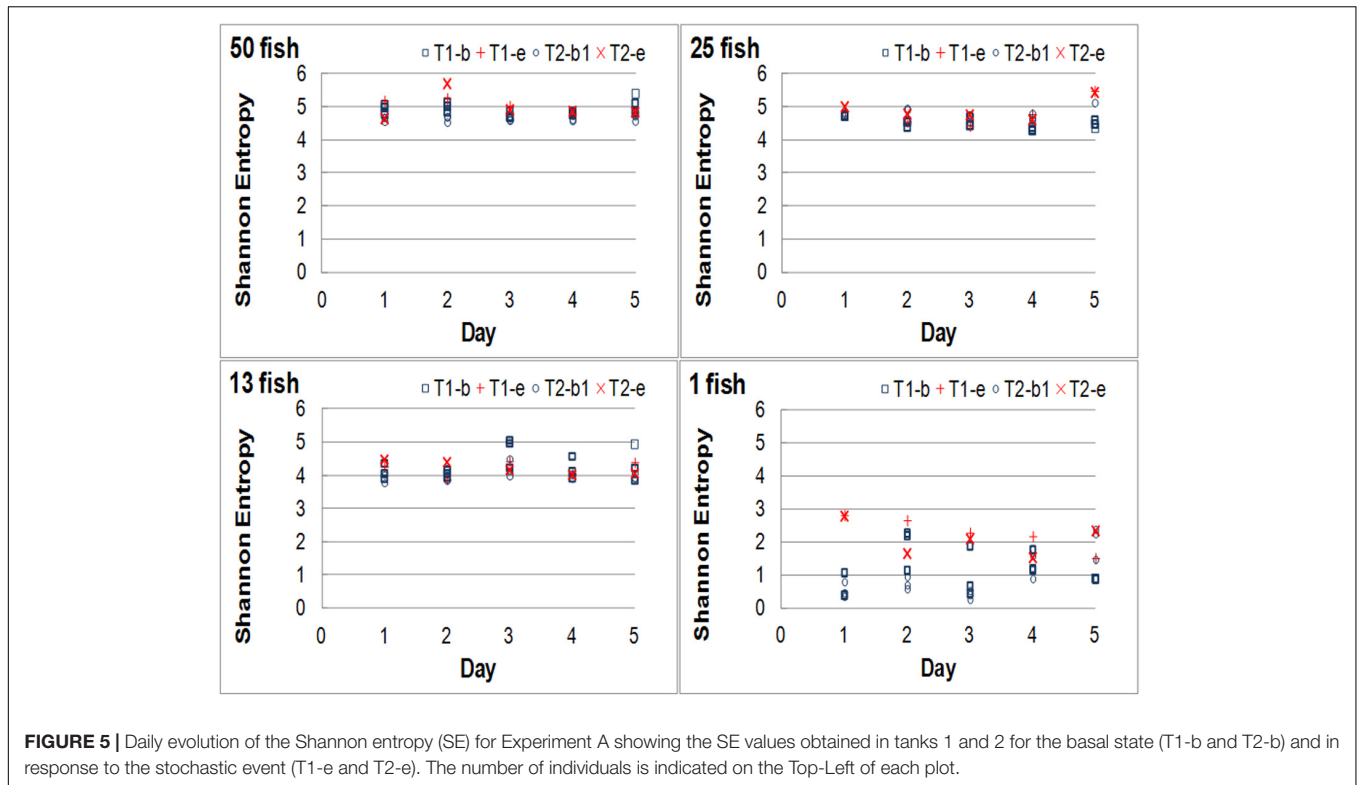 50 fish
□ T1-b + T1-e ○ T2-b1 × T2-e
Shannon Entropy
6
5
4
3
2
1
0
0 1 2 3 4 5
Day
25 fish
□ T1-b + T1-e ○ T2-b1 × T2-e
Shannon Entropy
6
5
4
3
2
1
0
0 1 2 3 4 5
Day
13 fish
□ T1-b + T1-e ○ T2-b1 × T2-e
Shannon Entropy
6
5
4
3
2
1
0
0 1 2 3 4 5
Day
1 fish
□ T1-b + T1-e ○ T2-b1 × T2-e
Shannon Entropy
6
5
4
3
2
1
0
0 1 2 3 4 5
Day
FIGURE 5 | Daily evolution of the Shannon entropy (SE) for Experiment A showing the SE values obtained in tanks 1 and 2 for the basal state (T1-b and T2-b) and in
response to the stochastic event (T1-e and T2-e). The number of individuals is indicated on the Top-Left of each plot.